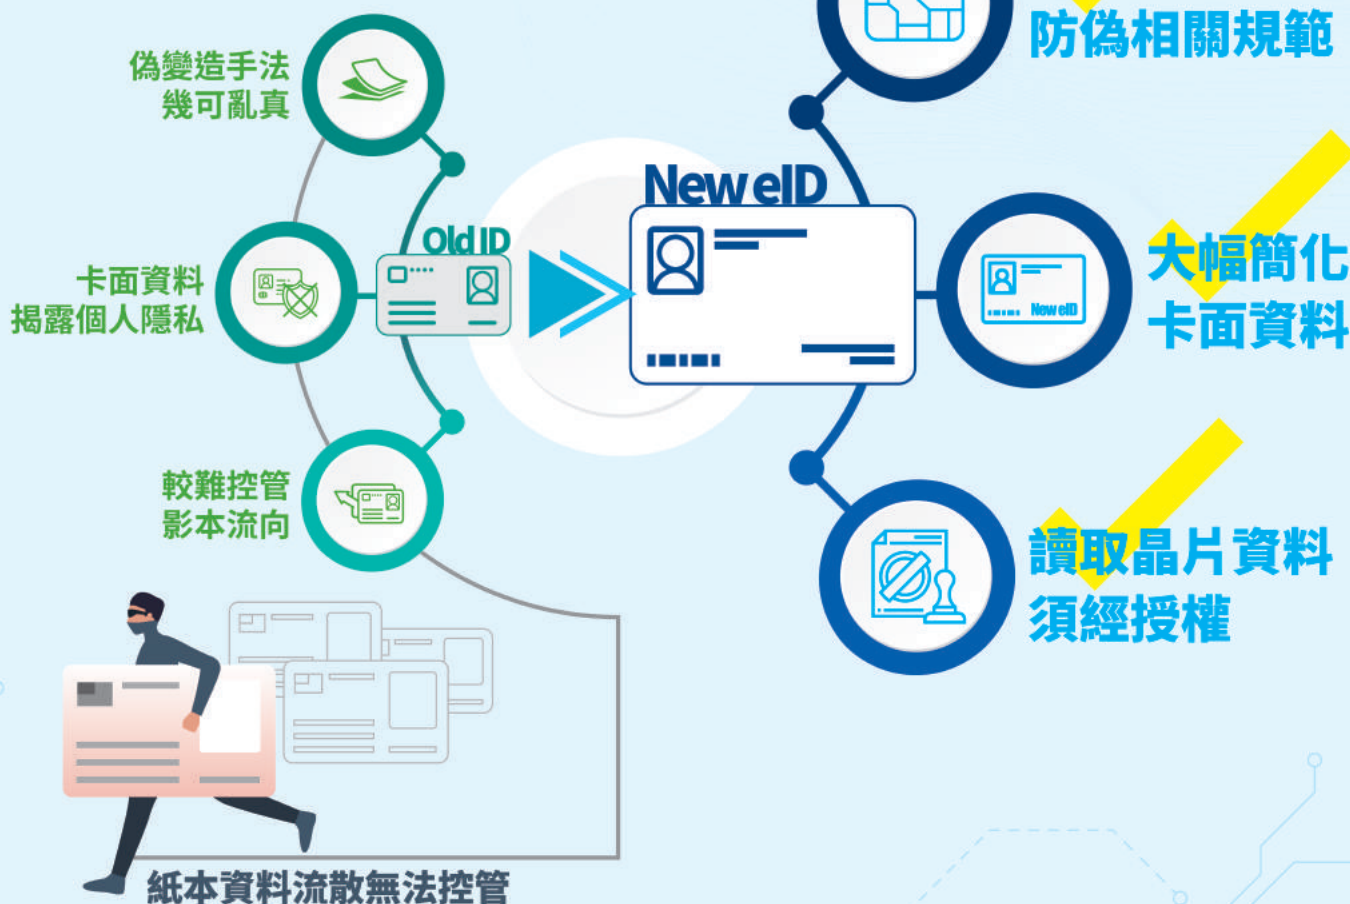 偽變造手法
幾可亂真
卡面資料
揭露個人隱私
較難控管
影本流向
Old ID
New eID
防偽相關規範
大幅簡化
卡面資料
New eID
讀取晶片資料
須經授權
紙本資料流散無法控管